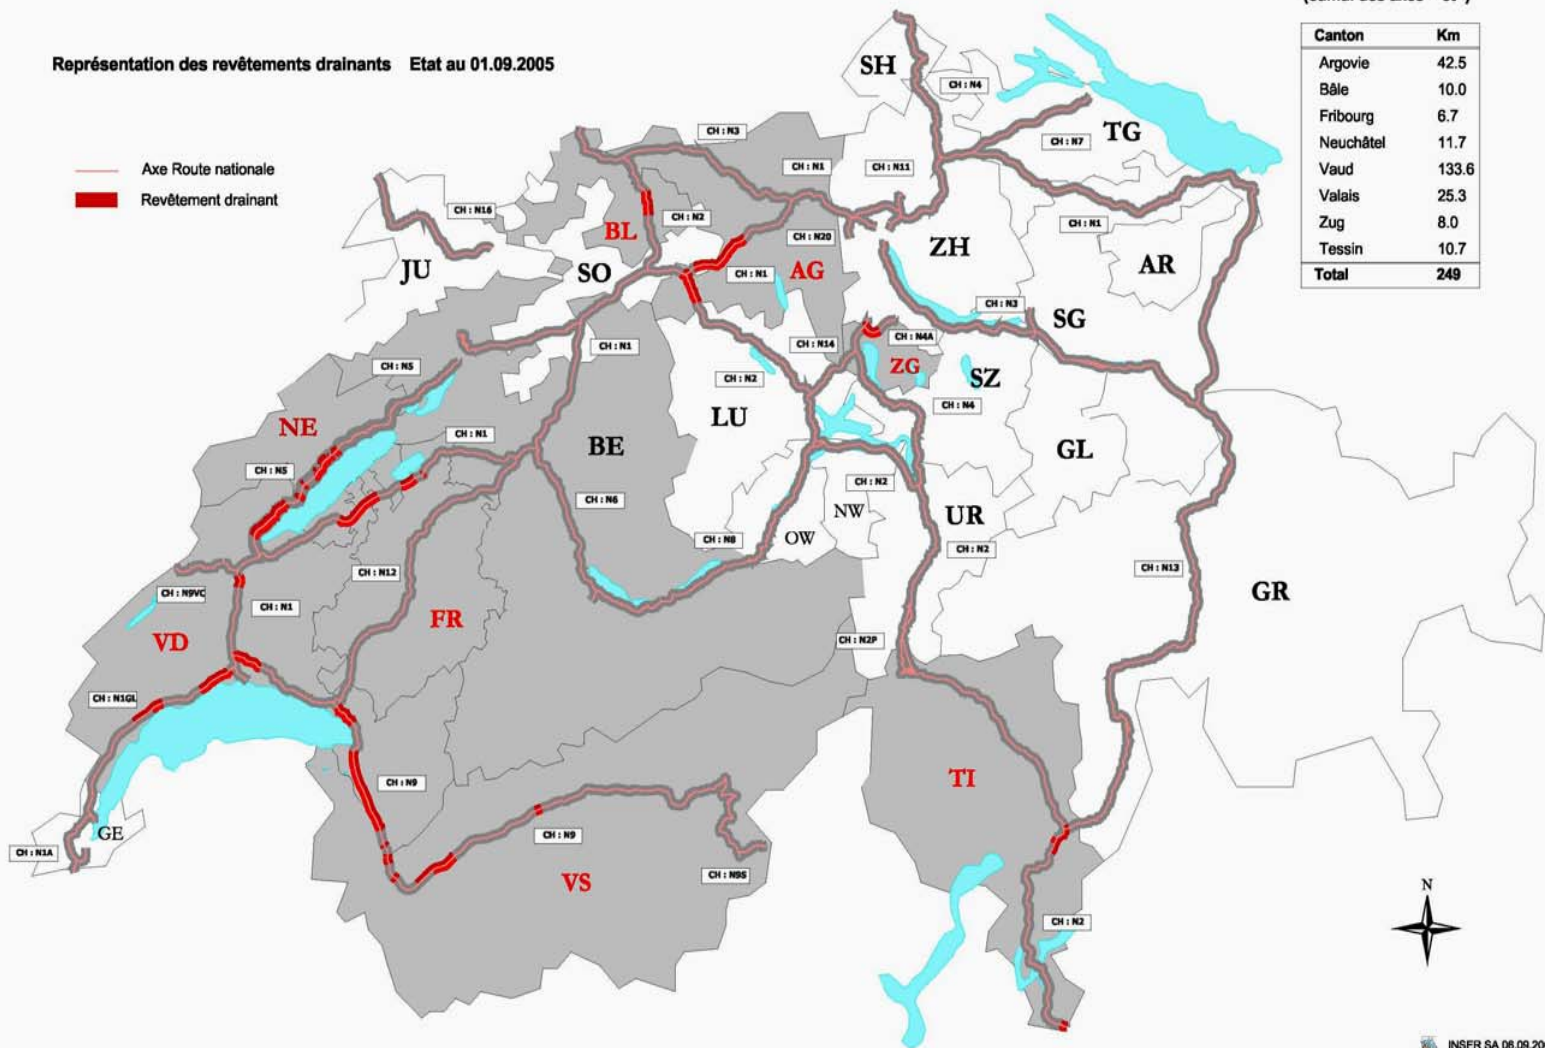 Représentation des revêtements drainants Etat au 01.09.2005
Axe Route nationale
Revêtement drainant
Canton Km
Argovie 42.5
Bâle 10.0
Fribourg 6.7
Neuchâtel 11.7
Vaud 133.6
Valais 25.3
Zug 8.0
Tessin 10.7
Total 249
SH
CH : N4
TG
CH : N3
CH : N7
CH : N1
CH : N11
CH : N16
CH : N2
CH : N1
BL
CH : N20
ZH
JU
SO
CH : N1
AG
AR
CH : N3
SG
CH : N1
CH : N14
CH : N4A
CH : N5
ZG
SZ
CH : N2
CH : N4
LU
NE
CH : N1
BE
GL
CH : N5
CH : N2
CH : N6
NW
UR
CH : N8
OW
CH : N2
CH : N12
CH : N13
CH : N9VC
CH : N1
GR
FR
VD
CH : N2P
CH : N1GL
TI
CH : N9
GE
CH : N9
CH : N1A
VS
CH : N9S
N
CH : N2